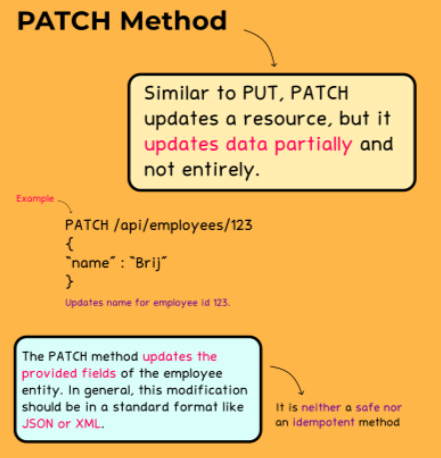 PATCH Method
Similar to PUT, PATCH
updates a resource, but it
updates data partially and
not entirely.
Example
PATCH /api/employees/123
{
"name" : "Brij"
}
Updates name for employee id 123.
The PATCH method updates the
provided fields of the employee
entity. In general, this modification
should be in a standard format like
JSON or XML.
It is neither a safe nor
an idempotent method